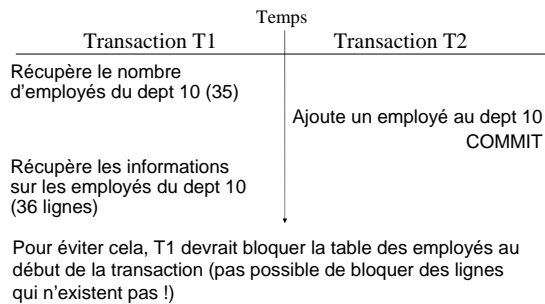 Temps
Transaction T1
Transaction T2
Récupère le nombre
d'employés du dept 10 (35)
Ajoute un employé au dept 10
COMMIT
Récupère les informations
sur les employés du dept 10
(36 lignes)
Pour éviter cela, T1 devrait bloquer la table des employés au
début de la transaction (pas possible de bloquer des lignes
qui n'existent pas !)